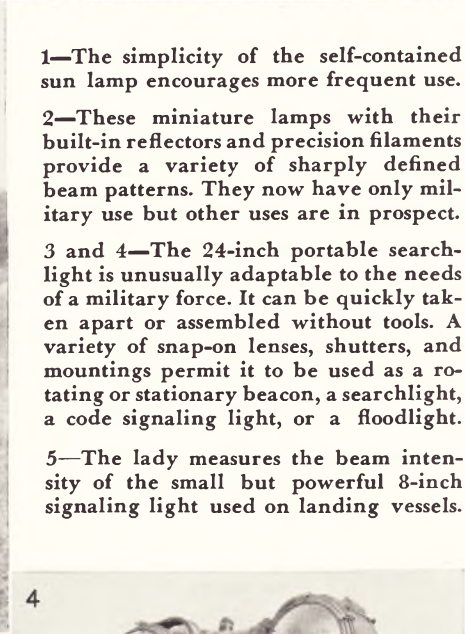 1—The simplicity of the self-contained
sun lamp encourages more frequent use.
2—These miniature lamps with their
built-in reflectors and precision filaments
provide a variety of sharply defined
beam patterns. They now have only mil-
itary use but other uses are in prospect.
3 and 4—The 24-inch portable search-
light is unusually adaptable to the needs
of a military force. It can be quickly tak-
en apart or assembled without tools. A
variety of snap-on lenses, shutters, and
mountings permit it to be used as a ro-
tating or stationary beacon, a searchlight,
a code signaling light, or a floodlight.
5—The lady measures the beam inten-
sity of the small but powerful 8-inch
signaling light used on landing vessels.
4